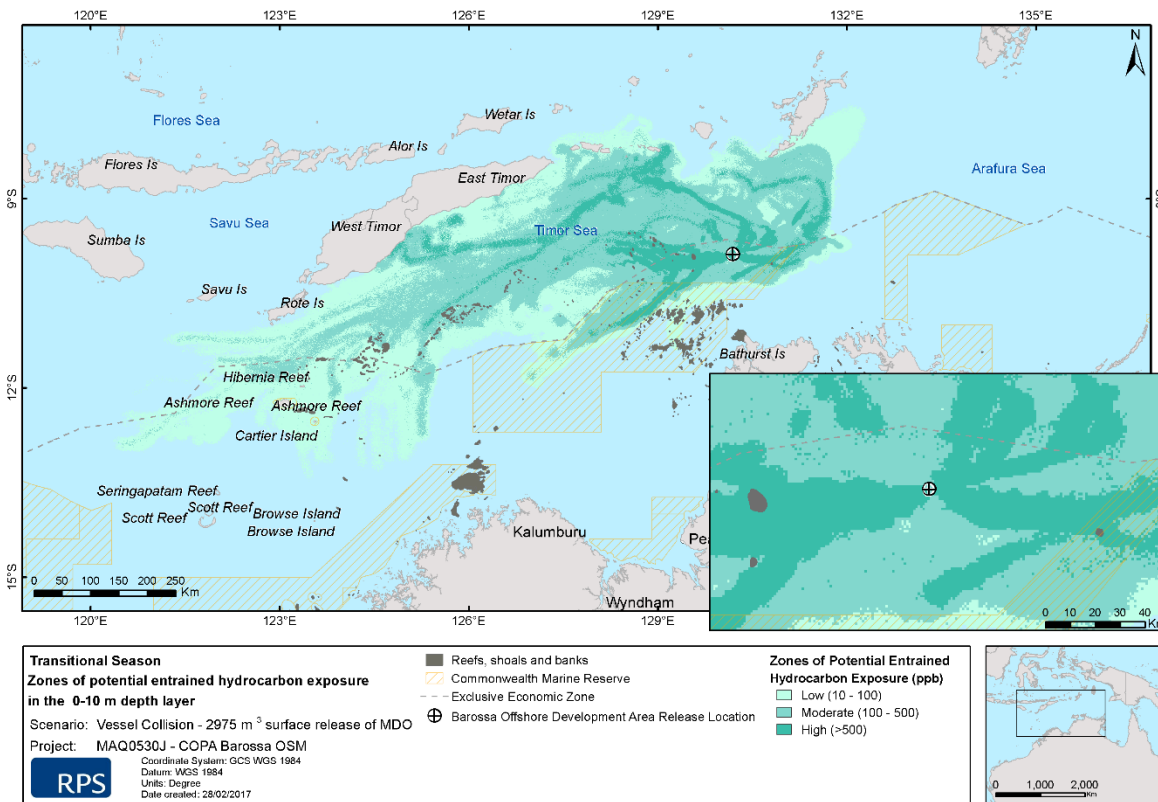 120°E 123°E 126°E 129°E 132°E 135°E
N
Flores Sea
Wetar Is
Alor Is
Flores Is
East Timor
Arafura Sea
9°S
Savu Sea
West Timor
Timor Sea
Sumba Is
Savu Is
Rote Is
Bathurst Is
Hibernia Reef
12°S
Ashmore Reef
Ashmore Reef
Cartier Island
Seringapatam Reef
Scott Reef
Scott Reef
Browse Island
Browse Island
Kalumburu
15°S
0 50 100 150 200 250
Km
Wyndham
0 10 20 30 40
120°E 123°E 126°E 129°E
Transitional Season
Zones of potential entrained hydrocarbon exposure
in the 0-10 m depth layer
Scenario: Vessel Collision - 2975 m³ surface release of MDO
Project: MAQ0530J - COPA Barossa OSM
RPS
Coordinate System: GCS WGS 1984
Datum: WGS 1984
Units: Degree
Date created: 28/02/2017
Reefs, shoals and banks
Commonwealth Marine Reserve
Exclusive Economic Zone
Barossa Offshore Development Area Release Location
Zones of Potential Entrained
Hydrocarbon Exposure (ppb)
Low (10 - 100)
Moderate (100 - 500)
High (>500)
0 1,000 2,000
Km